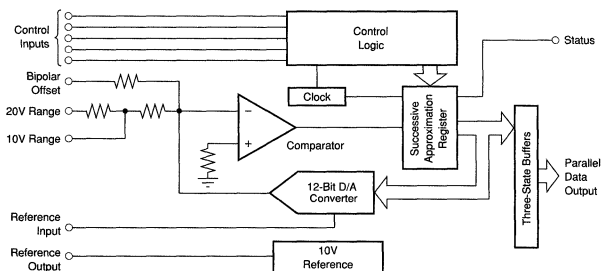 Control
Inputs
Control
Logic
Status
Bipolar
Offset
Clock
20V Range
10V Range
−
+
Comparator
Successive
Approximation
Register
Three-State Buffers
Parallel
Data
Output
12-Bit D/A
Converter
Reference
Input
Reference
Output
10V
Reference